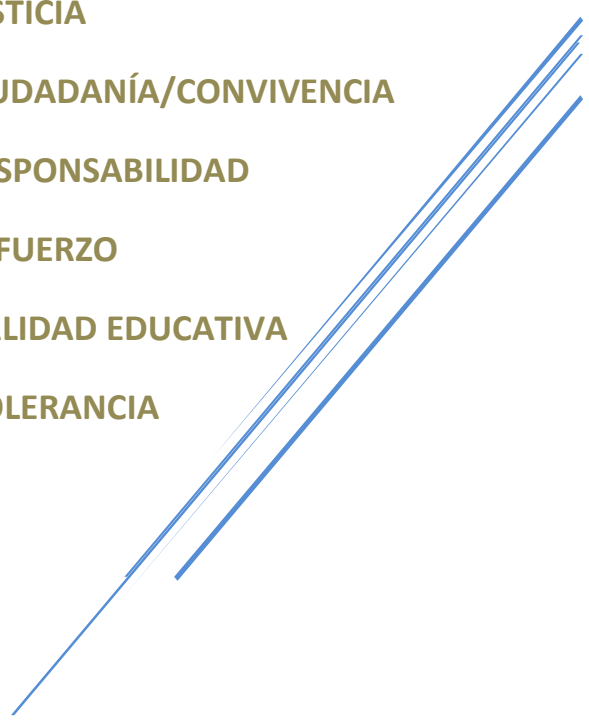 STICIA
UDADANÍA/CONVIVENCIA
SPONSABILIDAD
FUERZO
ALIDAD EDUCATIVA
OLERANCIA